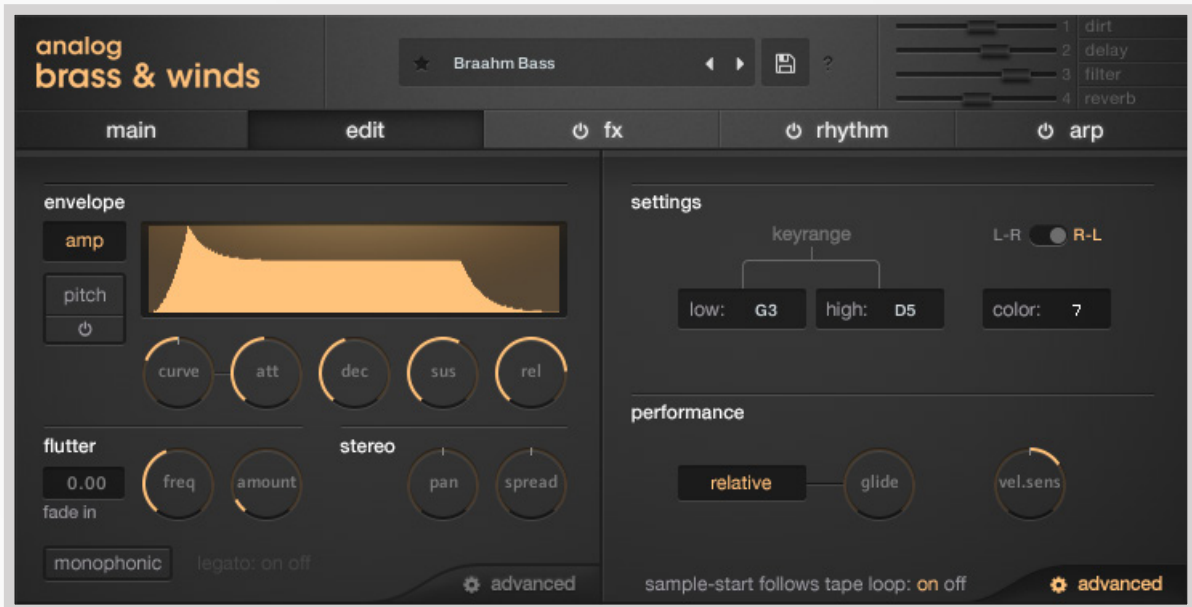 analog
brass & winds
Braahm Bass
?
1 dirt
2 delay
3 filter
4 reverb
main
edit
fx
rhythm
arp
envelope
amp
pitch
curve
att
dec
sus
rel
flutter
0.00
fade in
freq
amount
stereo
pan
spread
monophonic
legato: on off
advanced
settings
keyrange
L-R R-L
low: G3
high: D5
color: 7
performance
relative
glide
vel.sens
sample-start follows tape loop: on off
advanced